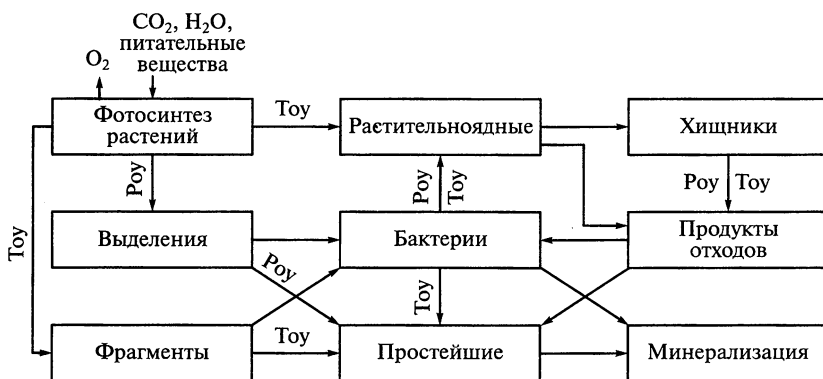 CO2, H2O,
питательные
вещества
O2
Фотосинтез
растений
Тоу
Растительноядные
Хищники
Роу
Роу
Тоу
Роу
Тоу
Тоу
Выделения
Бактерии
Продукты
отходов
Роу
Тоу
Фрагменты
Тоу
Простейшие
Минерализация